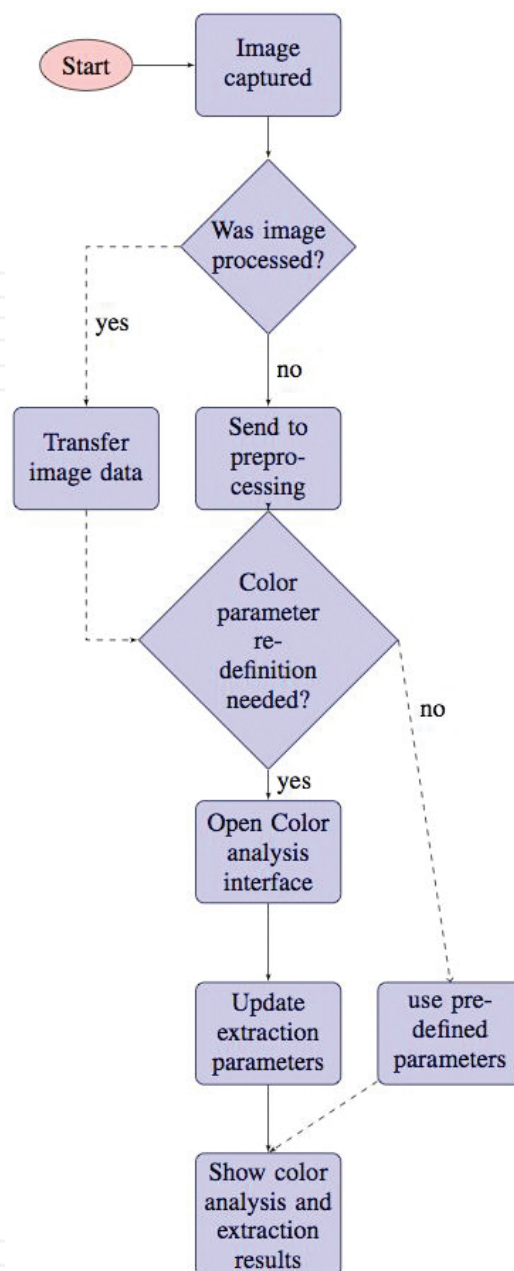 Start
Image
captured
Was image
processed?
yes
no
Transfer
image data
Send to
prepro-
cessing
Color
parameter
re-
definition
needed?
no
yes
Open Color
analysis
interface
Update
extraction
parameters
use pre-
defined
parameters
Show color
analysis and
extraction
results